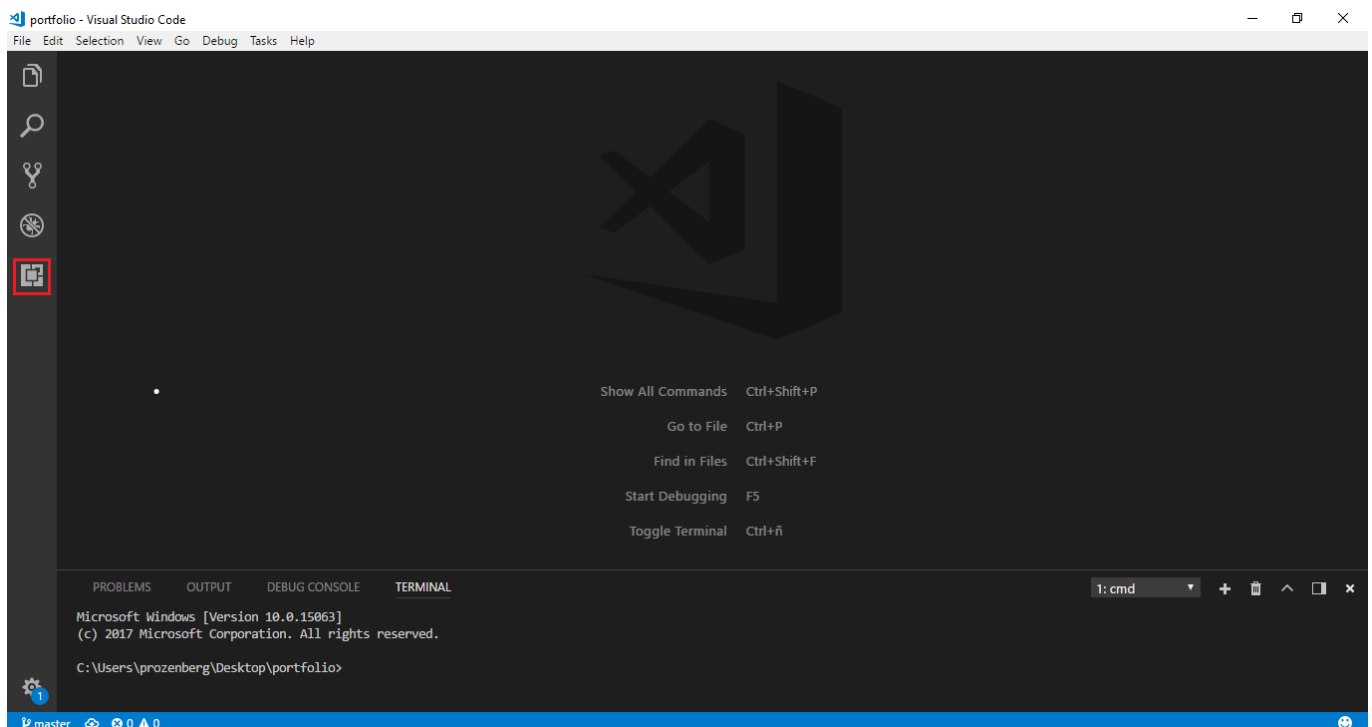 portfolio - Visual Studio Code
File Edit Selection View Go Debug Tasks Help
Show All Commands Ctrl+Shift+P
Go to File Ctrl+P
Find in Files Ctrl+Shift+F
Start Debugging F5
Toggle Terminal Ctrl+ñ
PROBLEMS OUTPUT DEBUG CONSOLE TERMINAL 1: cmd
Microsoft Windows [Version 10.0.15063]
(c) 2017 Microsoft Corporation. All rights reserved.
C:\Users\prozenberg\Desktop\portfolio>
1
master 0 0